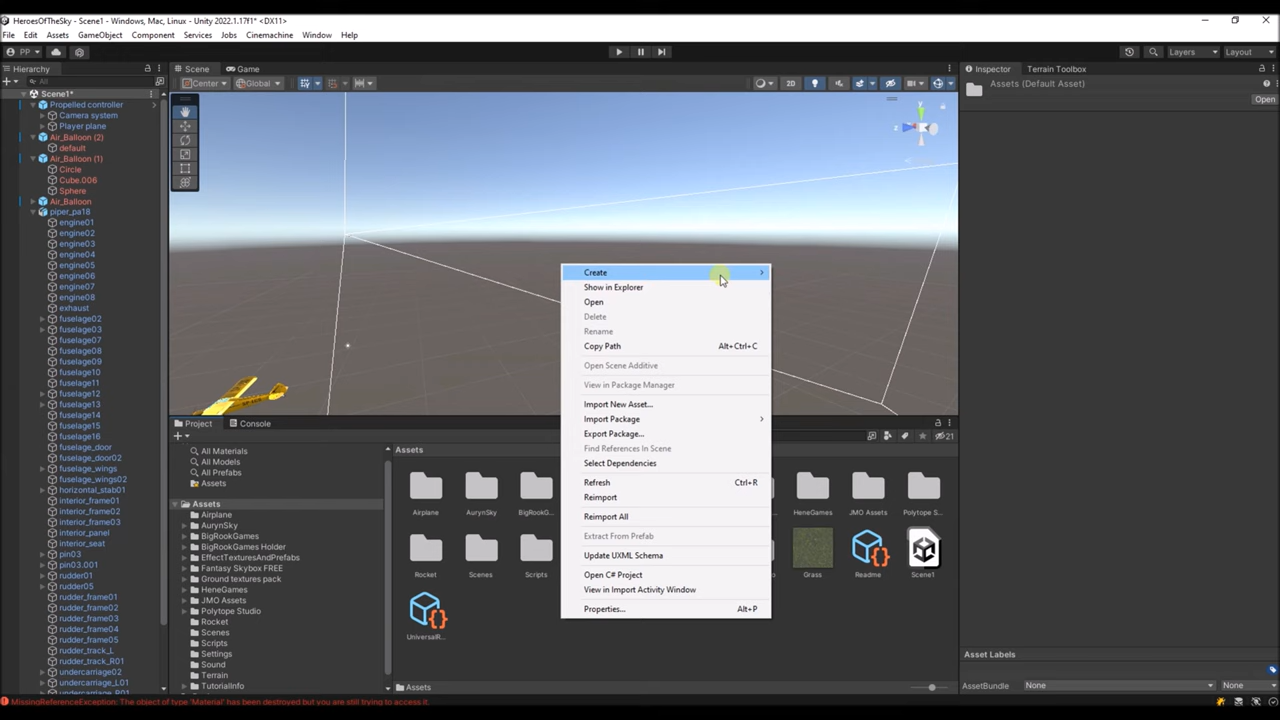 HeroesOfTheSky - Scene1 - Windows, Mac, Linux - Unity 2022.1.17f1* <DX11>
File Edit Assets GameObject Component Services Jobs Cinemachine Window Help
PP Layers Layout
Hierarchy Scene Game Inspector Terrain Toolbox
All Center Global 2D
Assets (Default Asset)
Open
Scene1*
Propelled controller
Camera system
Player plane
Air_Balloon (2)
default
Air_Balloon (1)
Circle
Cube.006
Sphere
Air_Balloon
piper_pa18
engine01
engine02
engine03
engine04
engine05
engine06
engine07
engine08
exhaust
fuselage02
fuselage03
fuselage07
fuselage08
fuselage09
fuselage10
fuselage11
fuselage12
fuselage13
fuselage14
fuselage15
fuselage16
fuselage_door
fuselage_door02
fuselage_wings
fuselage_wings02
horizontal_stab01
interior_frame01
interior_frame02
interior_frame03
interior_panel
interior_seat
pin03
pin03.001
rudder01
rudder05
rudder_frame01
rudder_frame02
rudder_frame03
rudder_frame04
rudder_frame05
rudder_track_L
rudder_track_R01
undercarriage02
undercarriage_L01
undercarriage_R01
y
z
Create
Show in Explorer
Open
Delete
Rename
Copy Path Alt+Ctrl+C
Open Scene Additive
View in Package Manager
Import New Asset...
Import Package
Export Package...
Find References In Scene
Select Dependencies
Refresh Ctrl+R
Reimport
Reimport All
Extract From Prefab
Update UXML Schema
Open C# Project
View in Import Activity Window
Properties... Alt+P
Project Console
21
All Materials
All Models
All Prefabs
Assets
Assets
Airplane
AurynSky
BigRookGames
BigRookGames Holder
EffectTexturesAndPrefabs
Fantasy Skybox FREE
Ground textures pack
HeneGames
JMO Assets
Polytope Studio
Rocket
Scenes
Scripts
Settings
Sound
Terrain
TutorialInfo
Assets
Airplane AurynSky BigRookG... HeneGames JMO Assets Polytope S...
Rocket Scenes Scripts Grass Readme Scene1
UniversalR...
Assets
Asset Labels
AssetBundle None None
MissingReferenceException: The object of type 'Material' has been destroyed but you are still trying to access it.